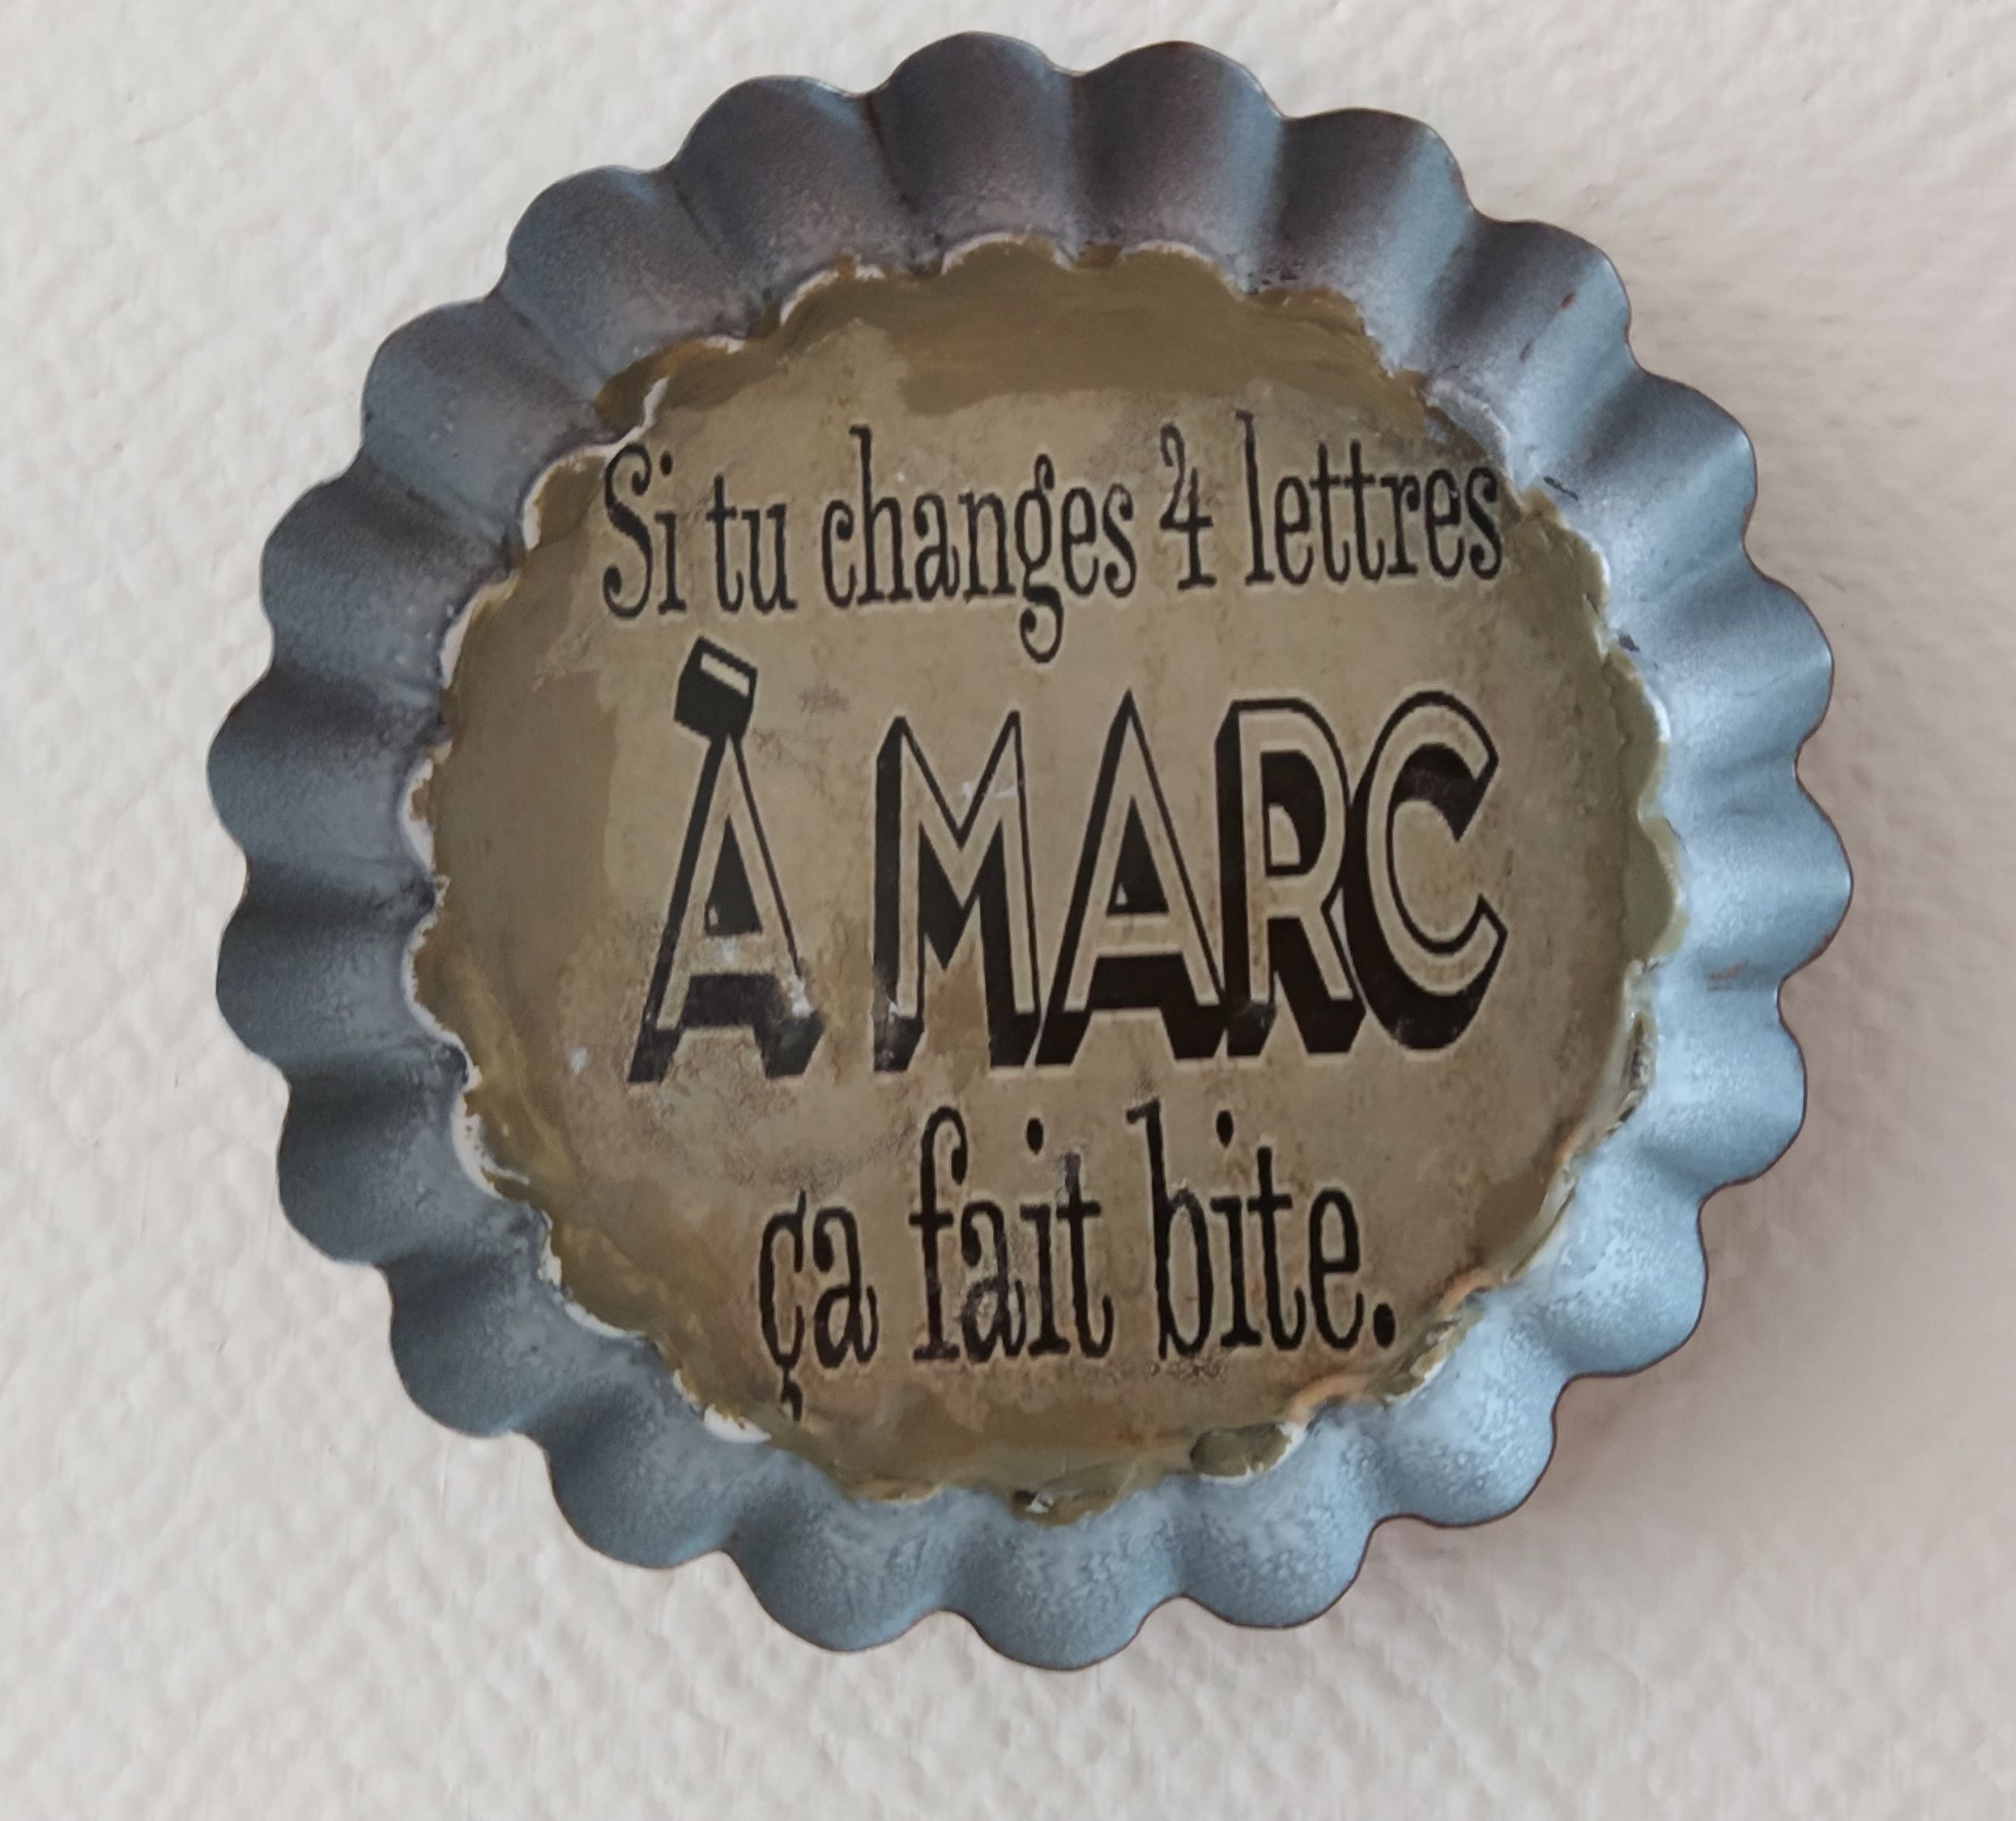 Si tu changes 4 lettres
À MARC
ça fait bite.